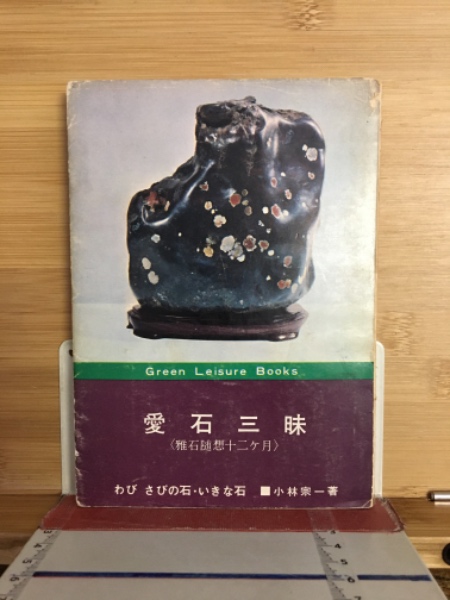 Green Leisure Books
愛石三昧
〈雅石随想十二ケ月〉
わび さびの石・いきな石 ■小林宗一著